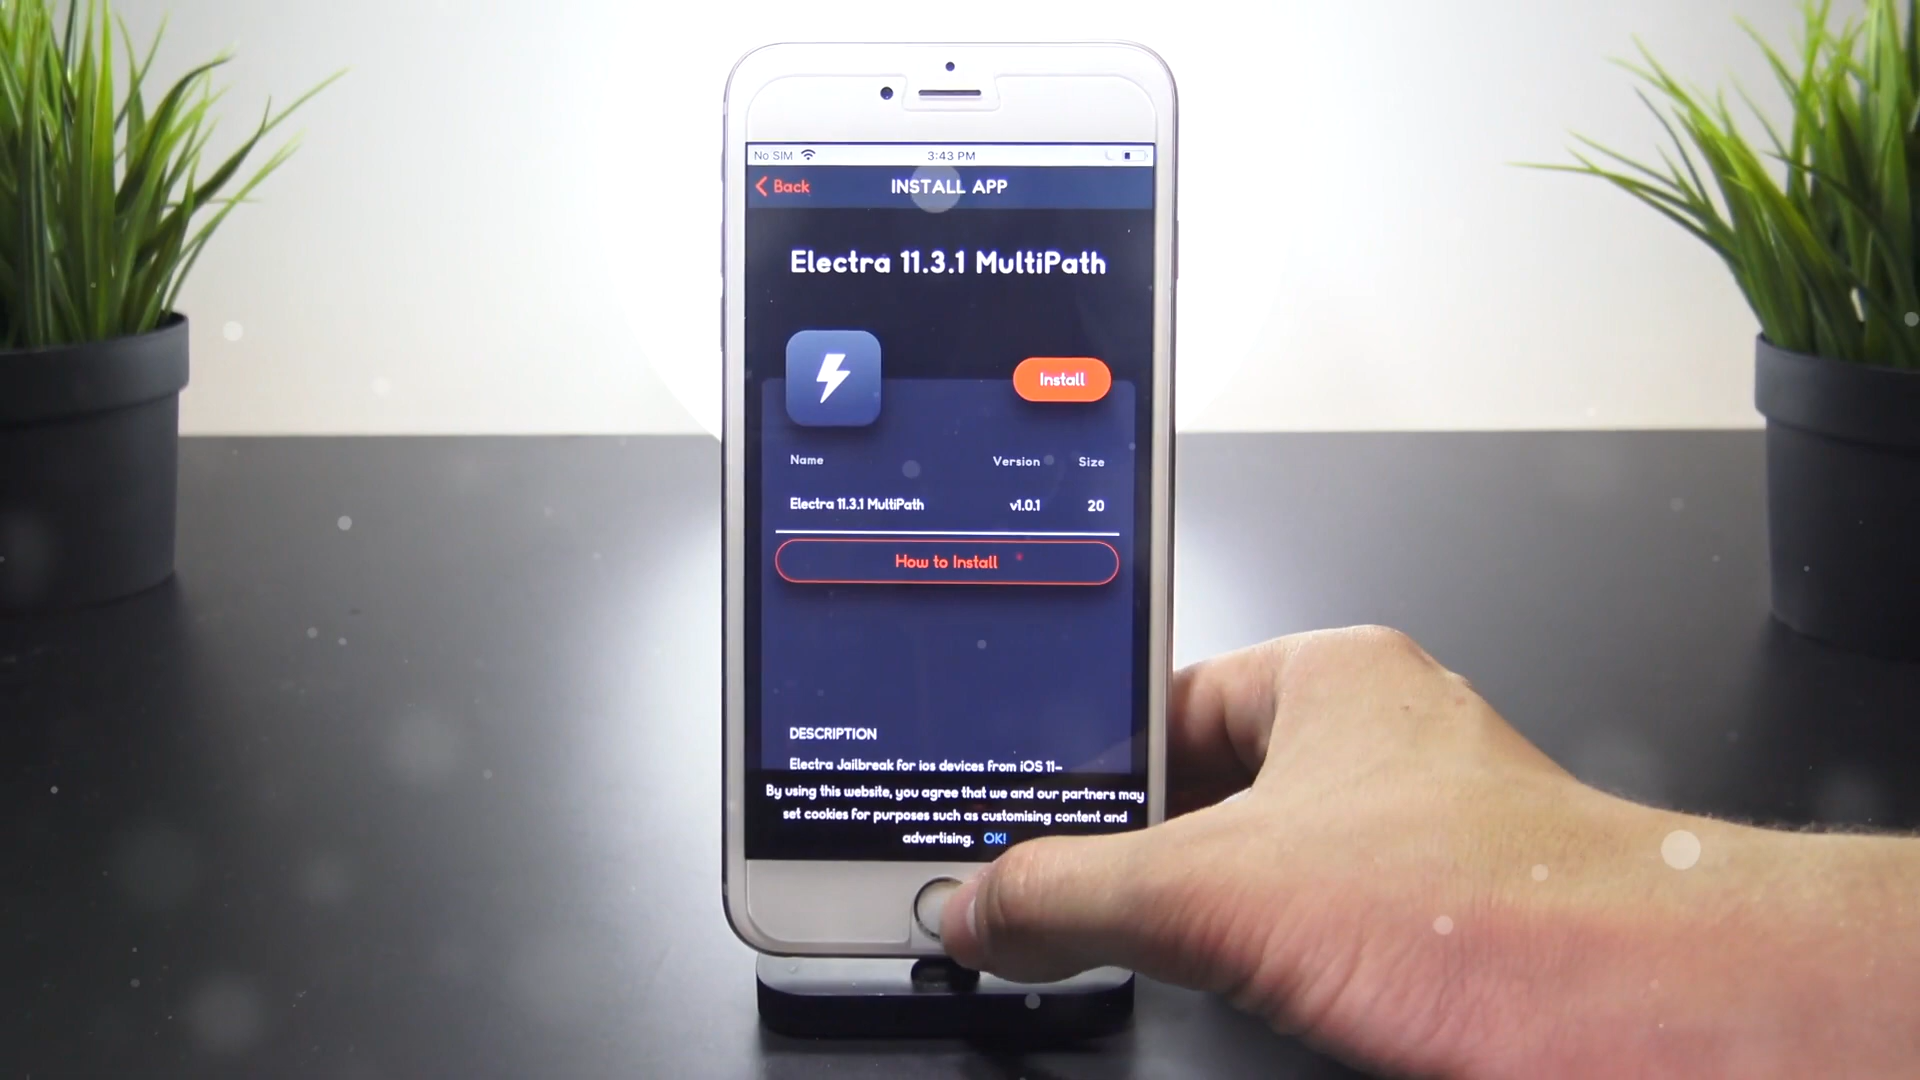 No SIM 3:43 PM
Back INSTALL APP
Electra 11.3.1 MultiPath
Install
Name Version Size
Electra 11.3.1 MultiPath v1.0.1 20
How to Install
DESCRIPTION
Electra Jailbreak for ios devices from iOS 11-
By using this website, you agree that we and our partners may
set cookies for purposes such as customising content and
advertising. OK!